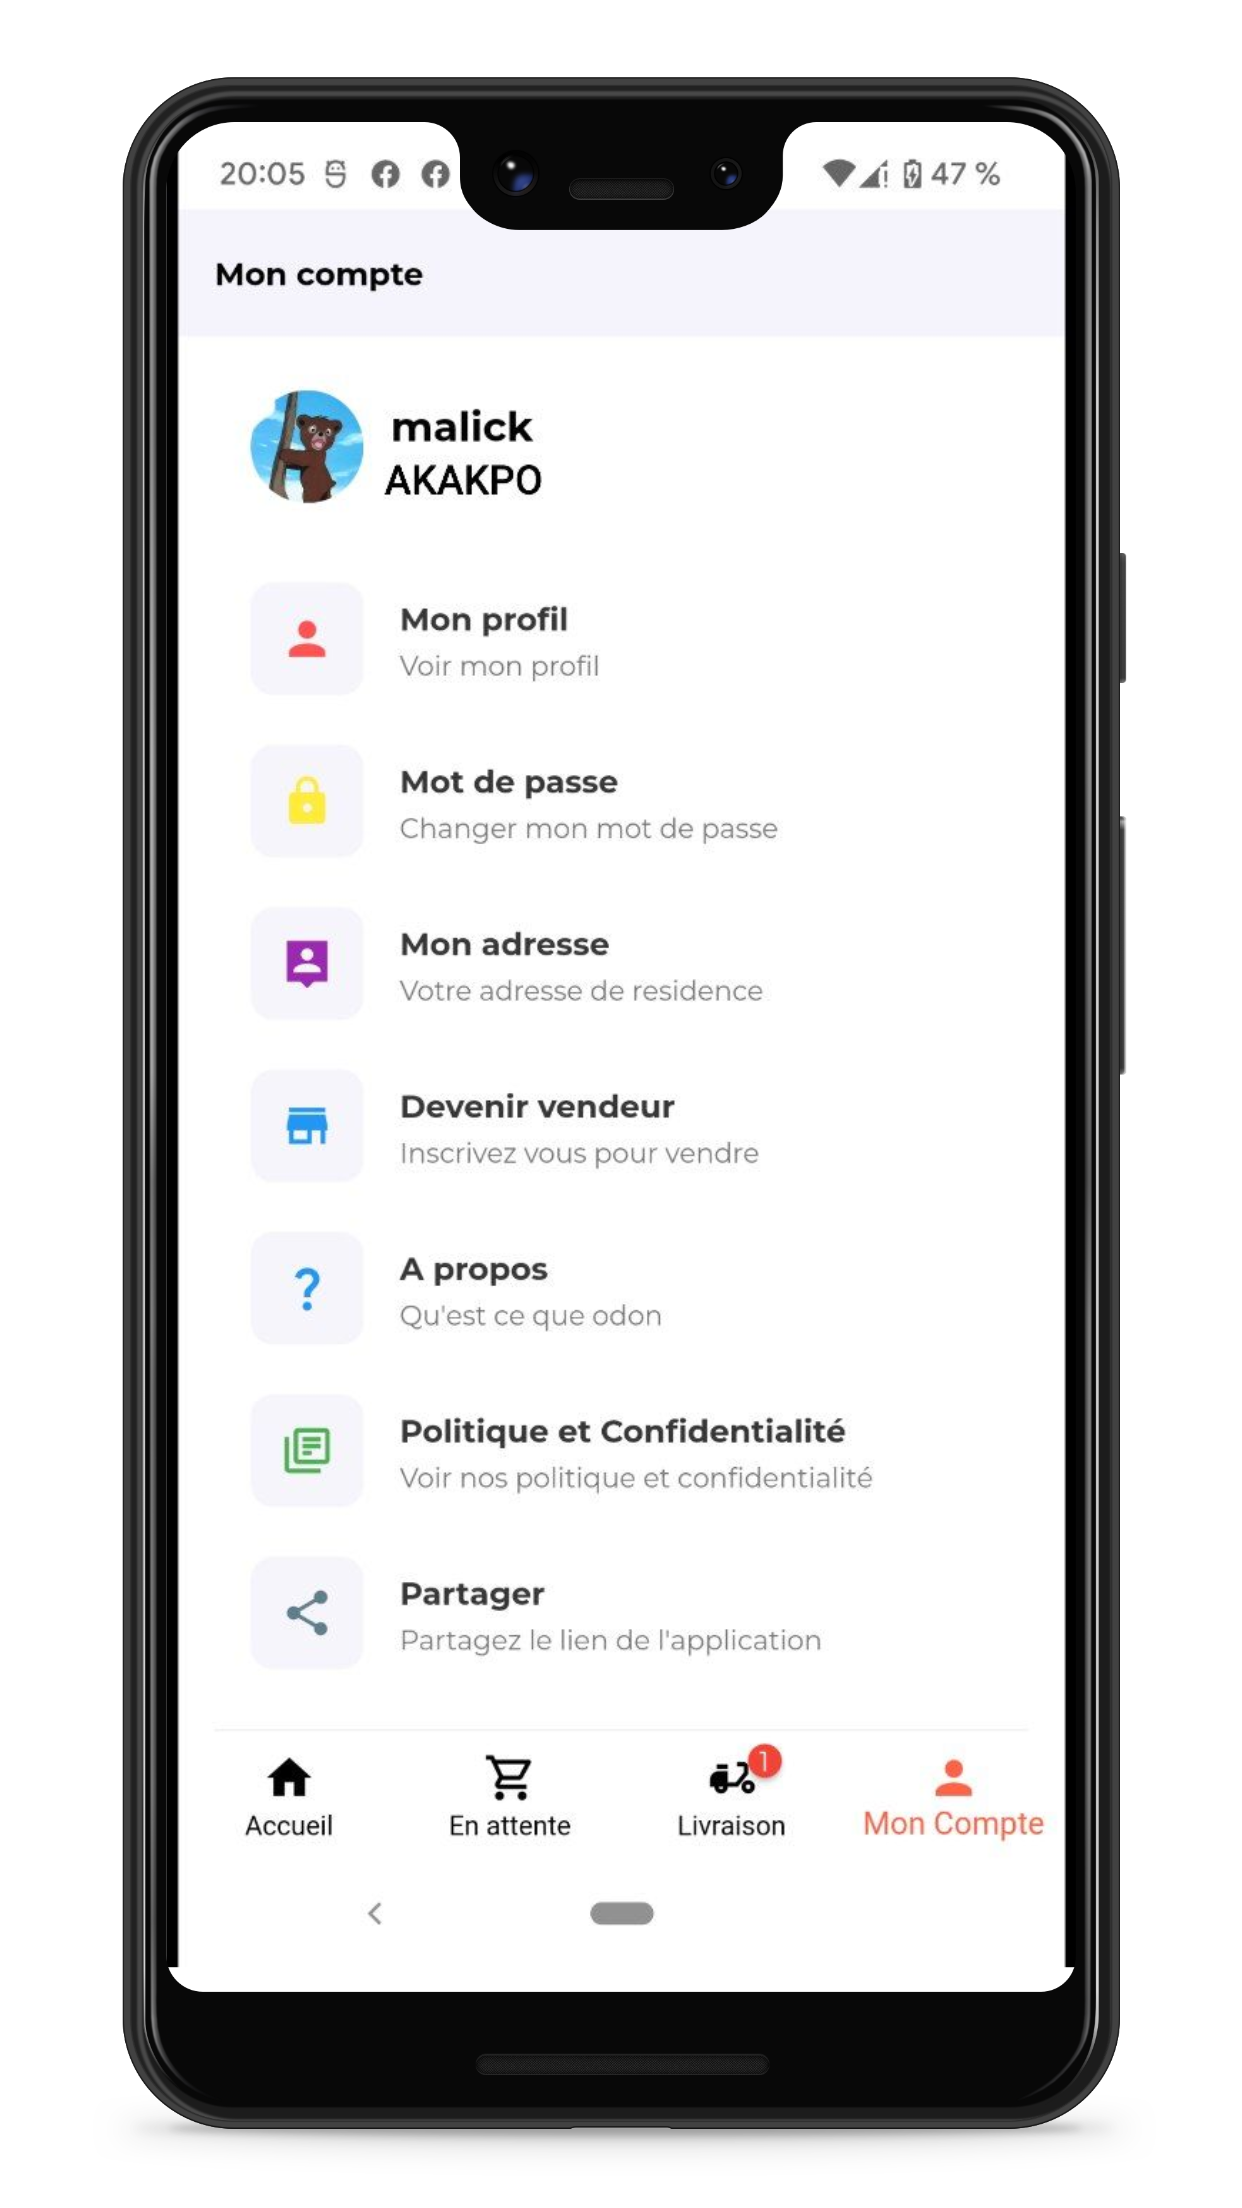 20:05 47 %
Mon compte
malick
AKAKPO
Mon profil
Voir mon profil
Mot de passe
Changer mon mot de passe
Mon adresse
Votre adresse de residence
Devenir vendeur
Inscrivez vous pour vendre
?
A propos
Qu'est ce que odon
Politique et Confidentialité
Voir nos politique et confidentialité
Partager
Partagez le lien de l'application
1
Accueil En attente Livraison Mon Compte